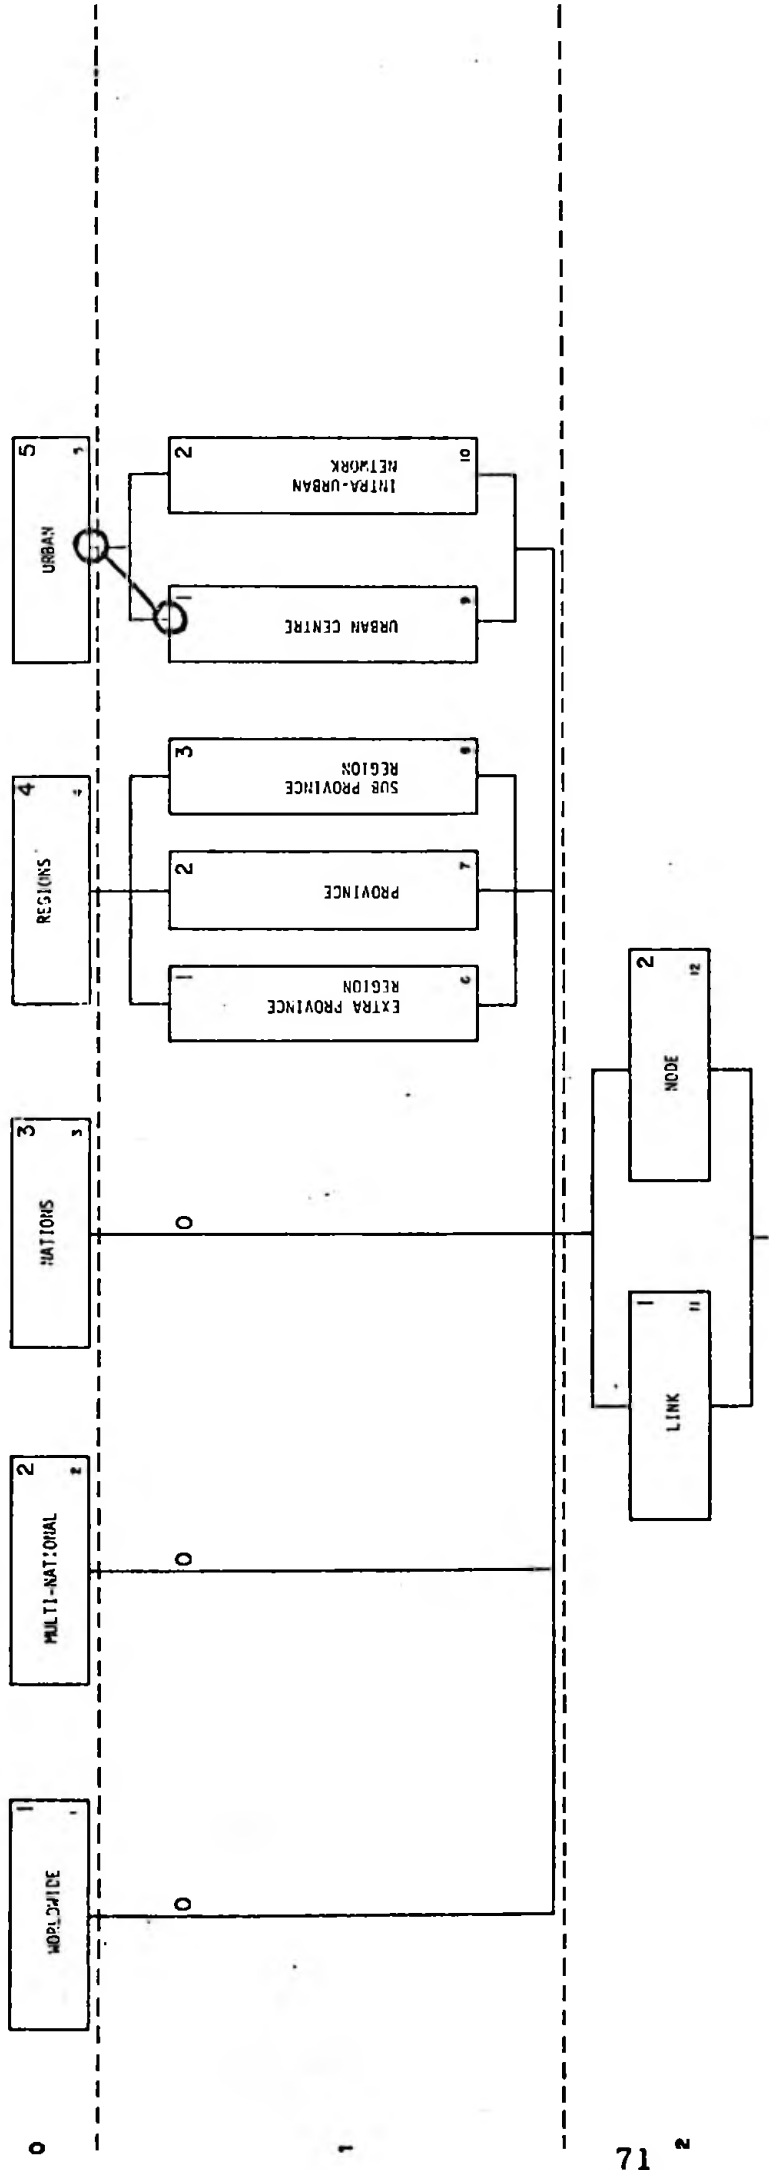 0
WORLDWIDE
1
1
MULTI-NATIONAL
2
2
NATIONS
3
3
REGIONS
4
4
URBAN
5
5
1
0
0
0
EXTRA PROVINCE
REGION
1
6
PROVINCE
2
7
SUB PROVINCE
REGION
3
8
URBAN CENTRE
1
9
INTRA-URBAN
NETWORK
2
10
2
LINK
1
11
NODE
2
12
71